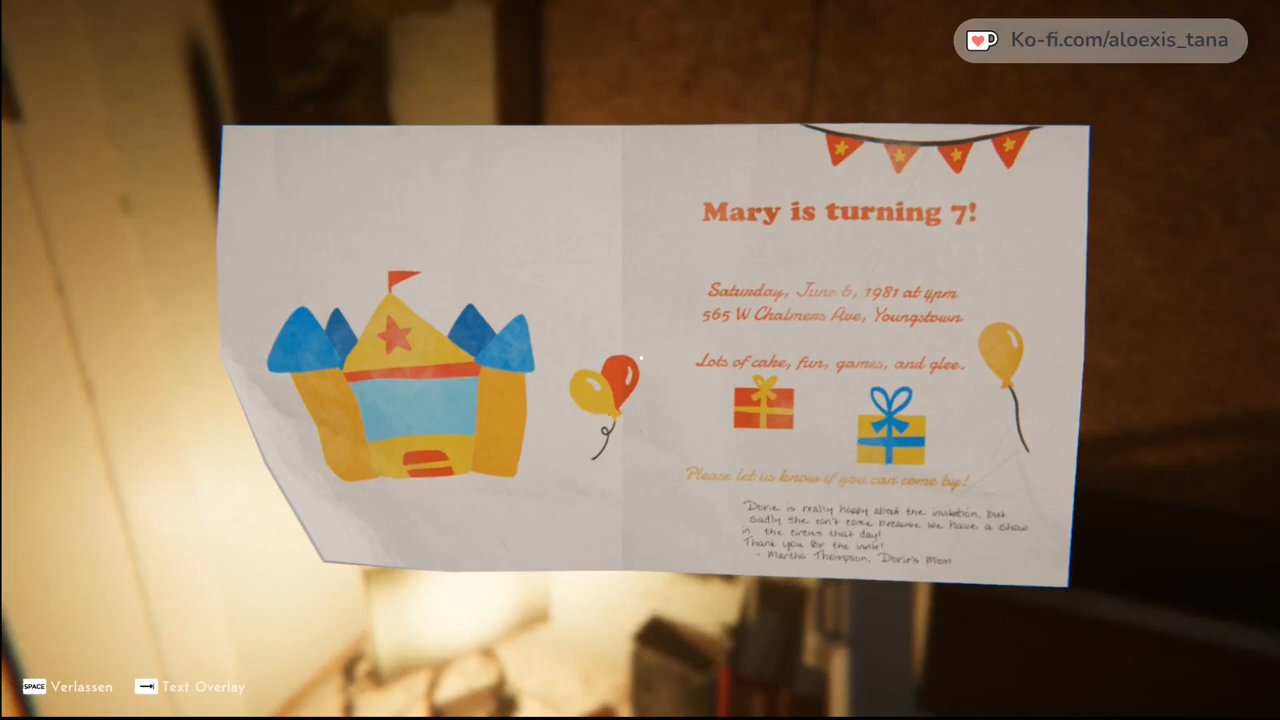 Ko-fi.com/aloexis_tana
Mary is turning 7!
Saturday, June 6, 1981 at 4pm
565 W Chalmers Ave, Youngstown
Lots of cake, fun, games, and glee.
Please let us know if you can come by!
Dorie is really happy about the invitation, but
sadly she can't come because we have a show
in the circus that day!
Thank you for the invite!
- Martha Thompson, Dorie's Mom
SPACE Verlassen
Text Overlay